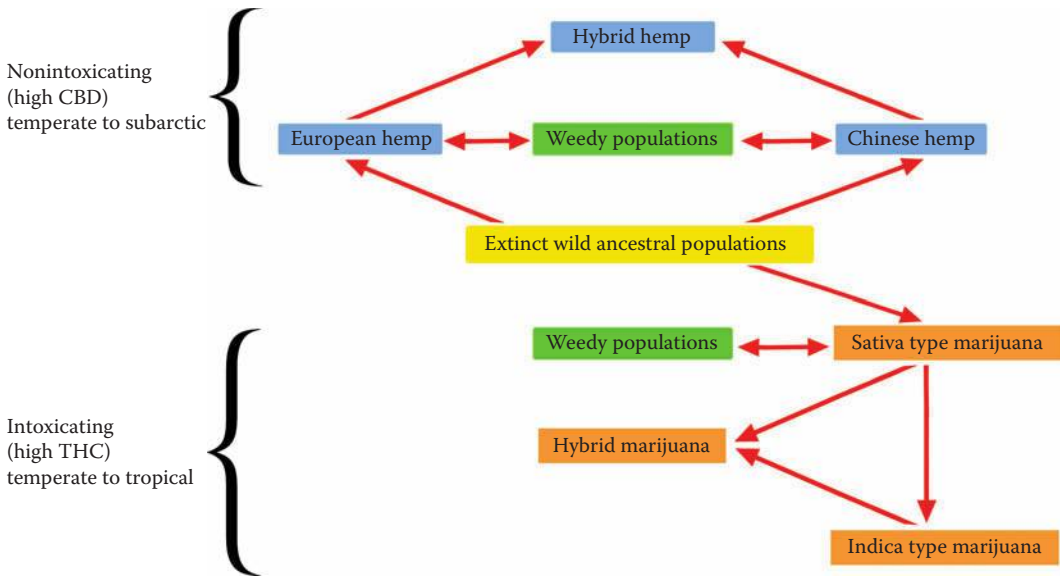 Nonintoxicating
(high CBD)
temperate to subarctic
Hybrid hemp
European hemp
Weedy populations
Chinese hemp
Extinct wild ancestral populations
Intoxicating
(high THC)
temperate to tropical
Weedy populations
Sativa type marijuana
Hybrid marijuana
Indica type marijuana